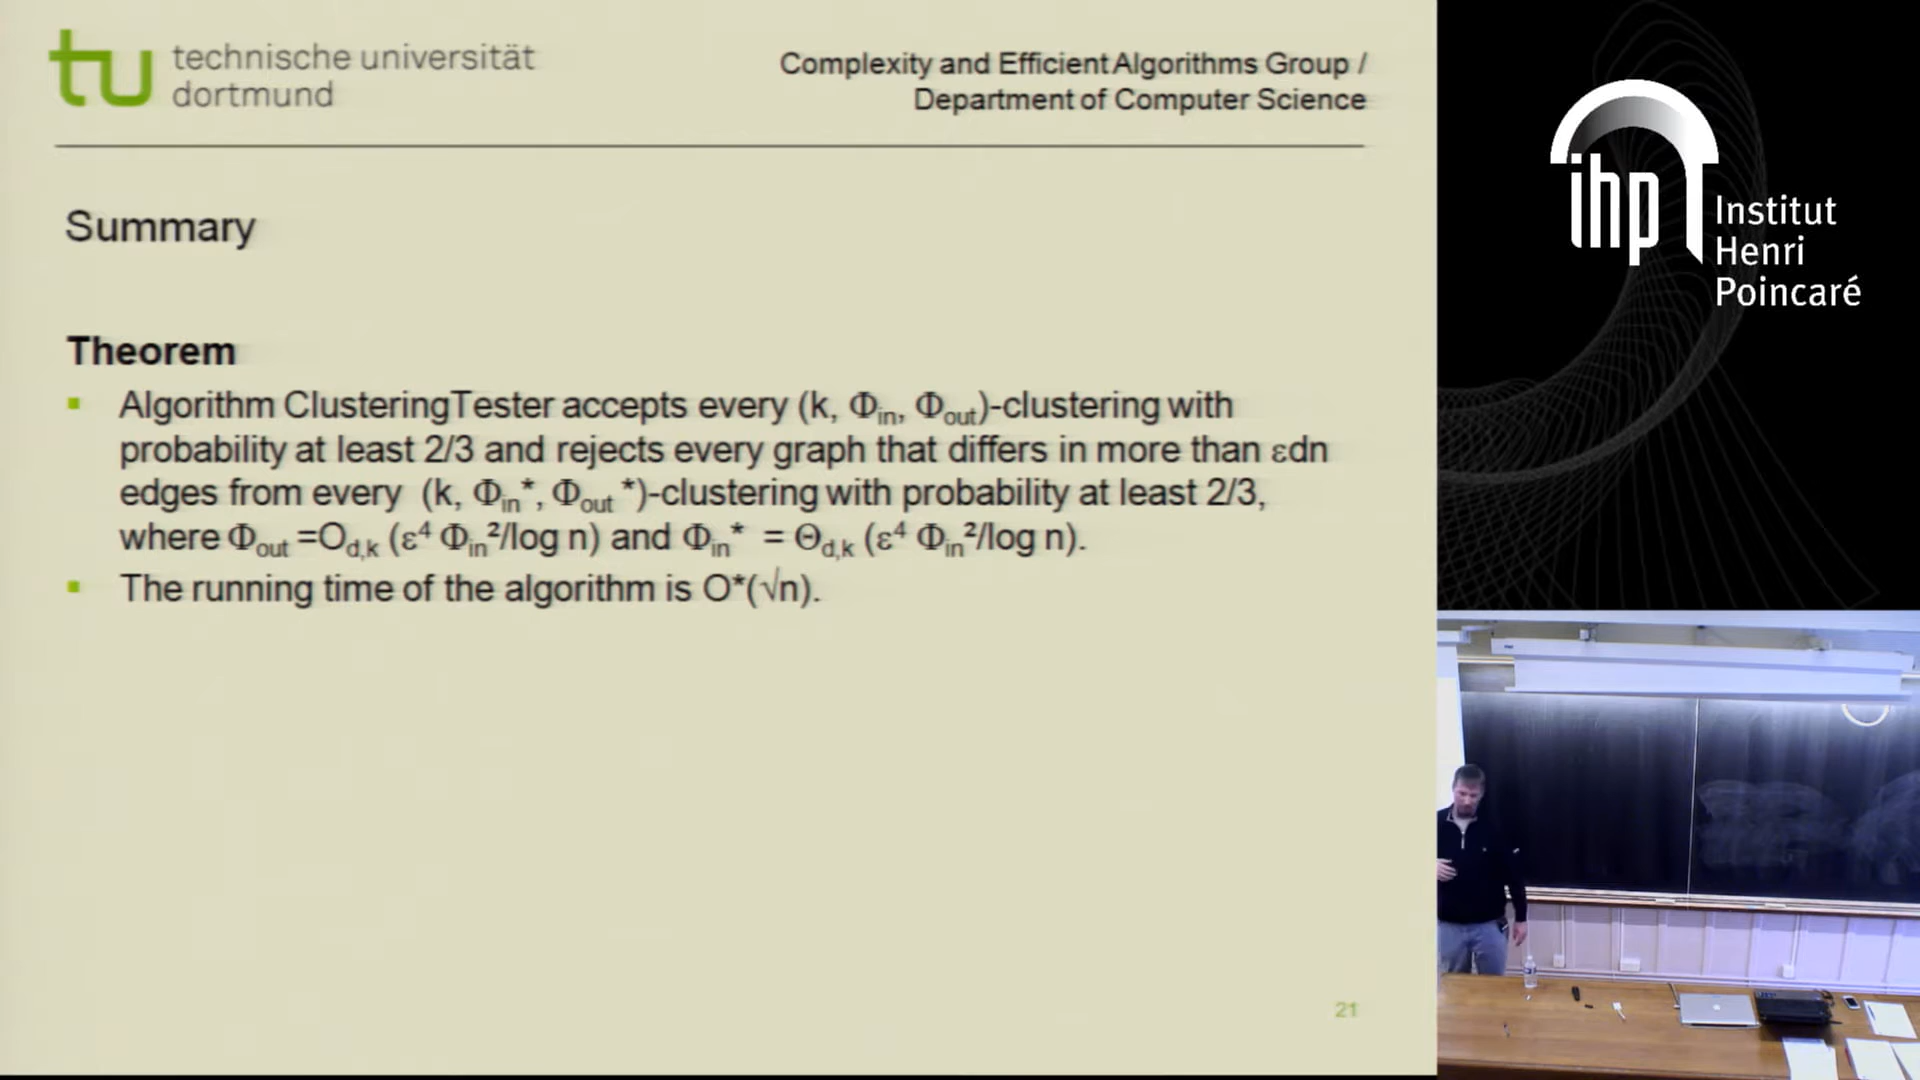 technische universität
dortmund
Complexity and Efficient Algorithms Group /
Department of Computer Science
Summary
Theorem
▪ Algorithm ClusteringTester accepts every (k, Φin, Φout)-clustering with
probability at least 2/3 and rejects every graph that differs in more than εdn
edges from every (k, Φin*, Φout *)-clustering with probability at least 2/3,
where Φout =Od,k (ε⁴ Φin²/log n) and Φin* = Θd,k (ε⁴ Φin²/log n).
▪ The running time of the algorithm is O*(√n).
21
ihp
Institut
Henri
Poincaré